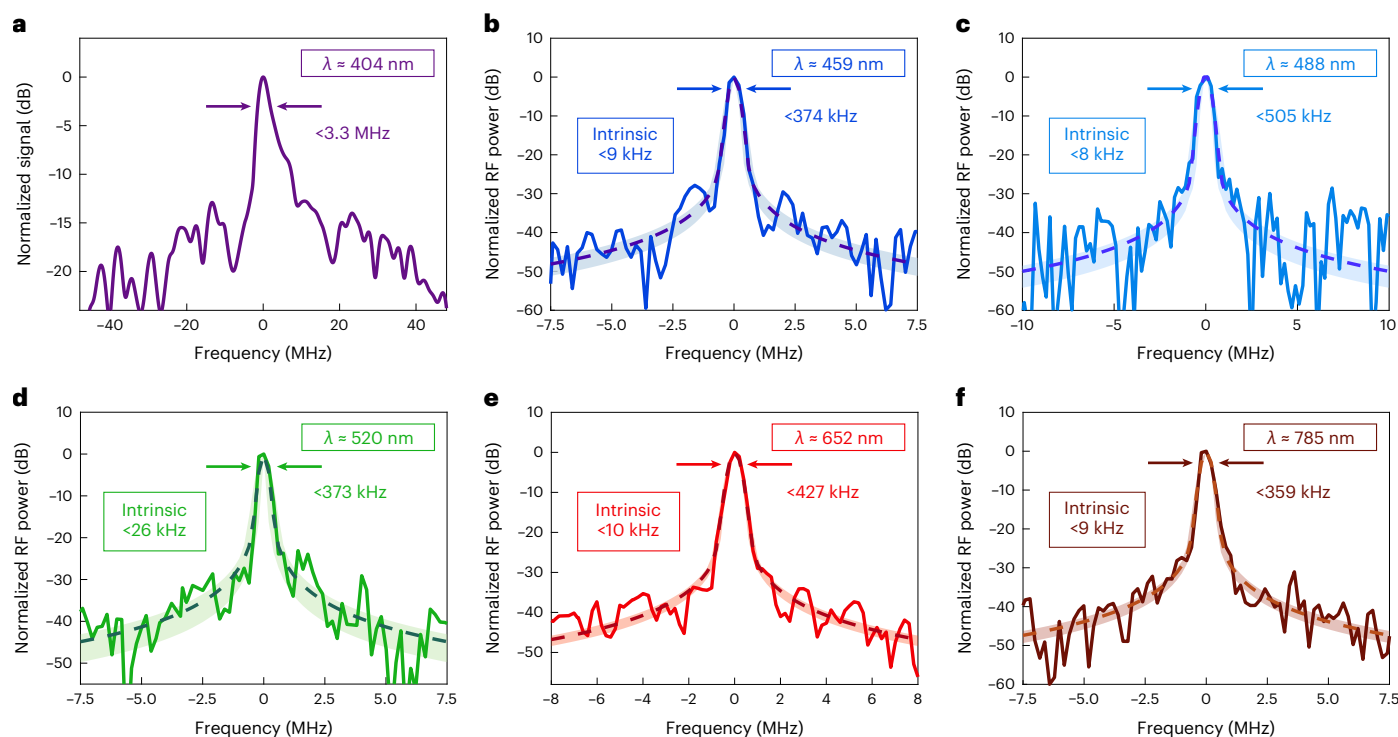 a
λ ≈ 404 nm
<3.3 MHz
Normalized signal (dB)
0
−5
−10
−15
−20
−40
−20
0
20
40
Frequency (MHz)
b
λ ≈ 459 nm
<374 kHz
Intrinsic
<9 kHz
Normalized RF power (dB)
10
0
−10
−20
−30
−40
−50
−60
−7.5
−5.0
−2.5
0
2.5
5.0
7.5
Frequency (MHz)
c
λ ≈ 488 nm
<505 kHz
Intrinsic
<8 kHz
Normalized RF power (dB)
10
0
−10
−20
−30
−40
−50
−60
−10
−5
0
5
10
Frequency (MHz)
d
λ ≈ 520 nm
<373 kHz
Intrinsic
<26 kHz
Normalized RF power (dB)
10
0
−10
−20
−30
−40
−50
−7.5
−5.0
−2.5
0
2.5
5.0
7.5
Frequency (MHz)
e
λ ≈ 652 nm
<427 kHz
Intrinsic
<10 kHz
Normalized RF power (dB)
10
0
−10
−20
−30
−40
−50
−8
−6
−4
−2
0
2
4
6
8
Frequency (MHz)
f
λ ≈ 785 nm
<359 kHz
Intrinsic
<9 kHz
Normalized RF power (dB)
10
0
−10
−20
−30
−40
−50
−60
−7.5
−5.0
−2.5
0
2.5
5.0
7.5
Frequency (MHz)